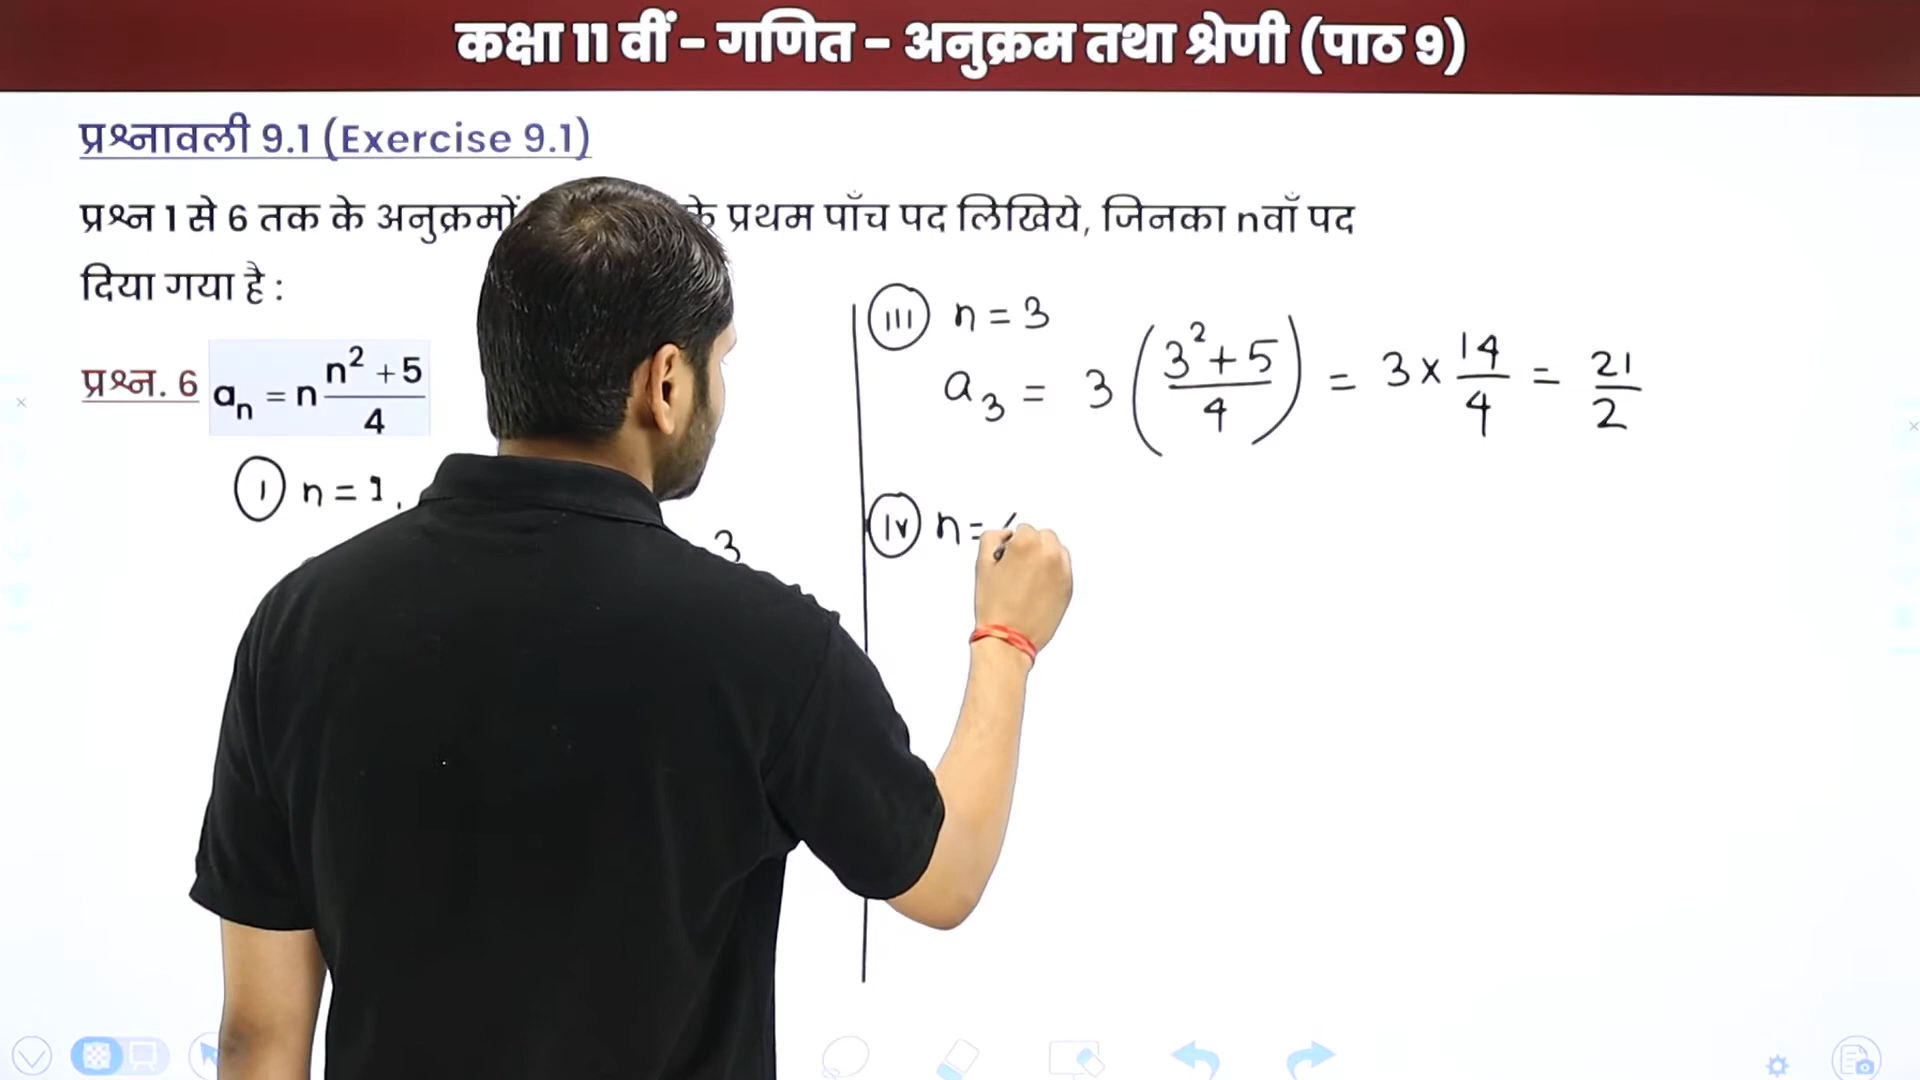 कक्षा 11 वीं - गणित - अनुक्रम तथा श्रेणी (पाठ 9)
प्रश्नावली 9.1 (Exercise 9.1)
प्रश्न 1 से 6 तक के अनुक्रमों के प्रथम पाँच पद लिखिये, जिनका nवाँ पद
दिया गया है :
प्रश्न. 6 aₙ = n (n² + 5)/4
(i) n = 1,
3
(iii) n = 3
a₃ = 3 ((3² + 5)/4) = 3 × 14/4 = 21/2
(iv) n =